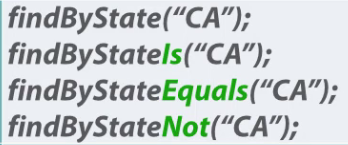 findByState(“CA”);
findByStateIs(“CA”);
findByStateEquals(“CA”);
findByStateNot(“CA”);